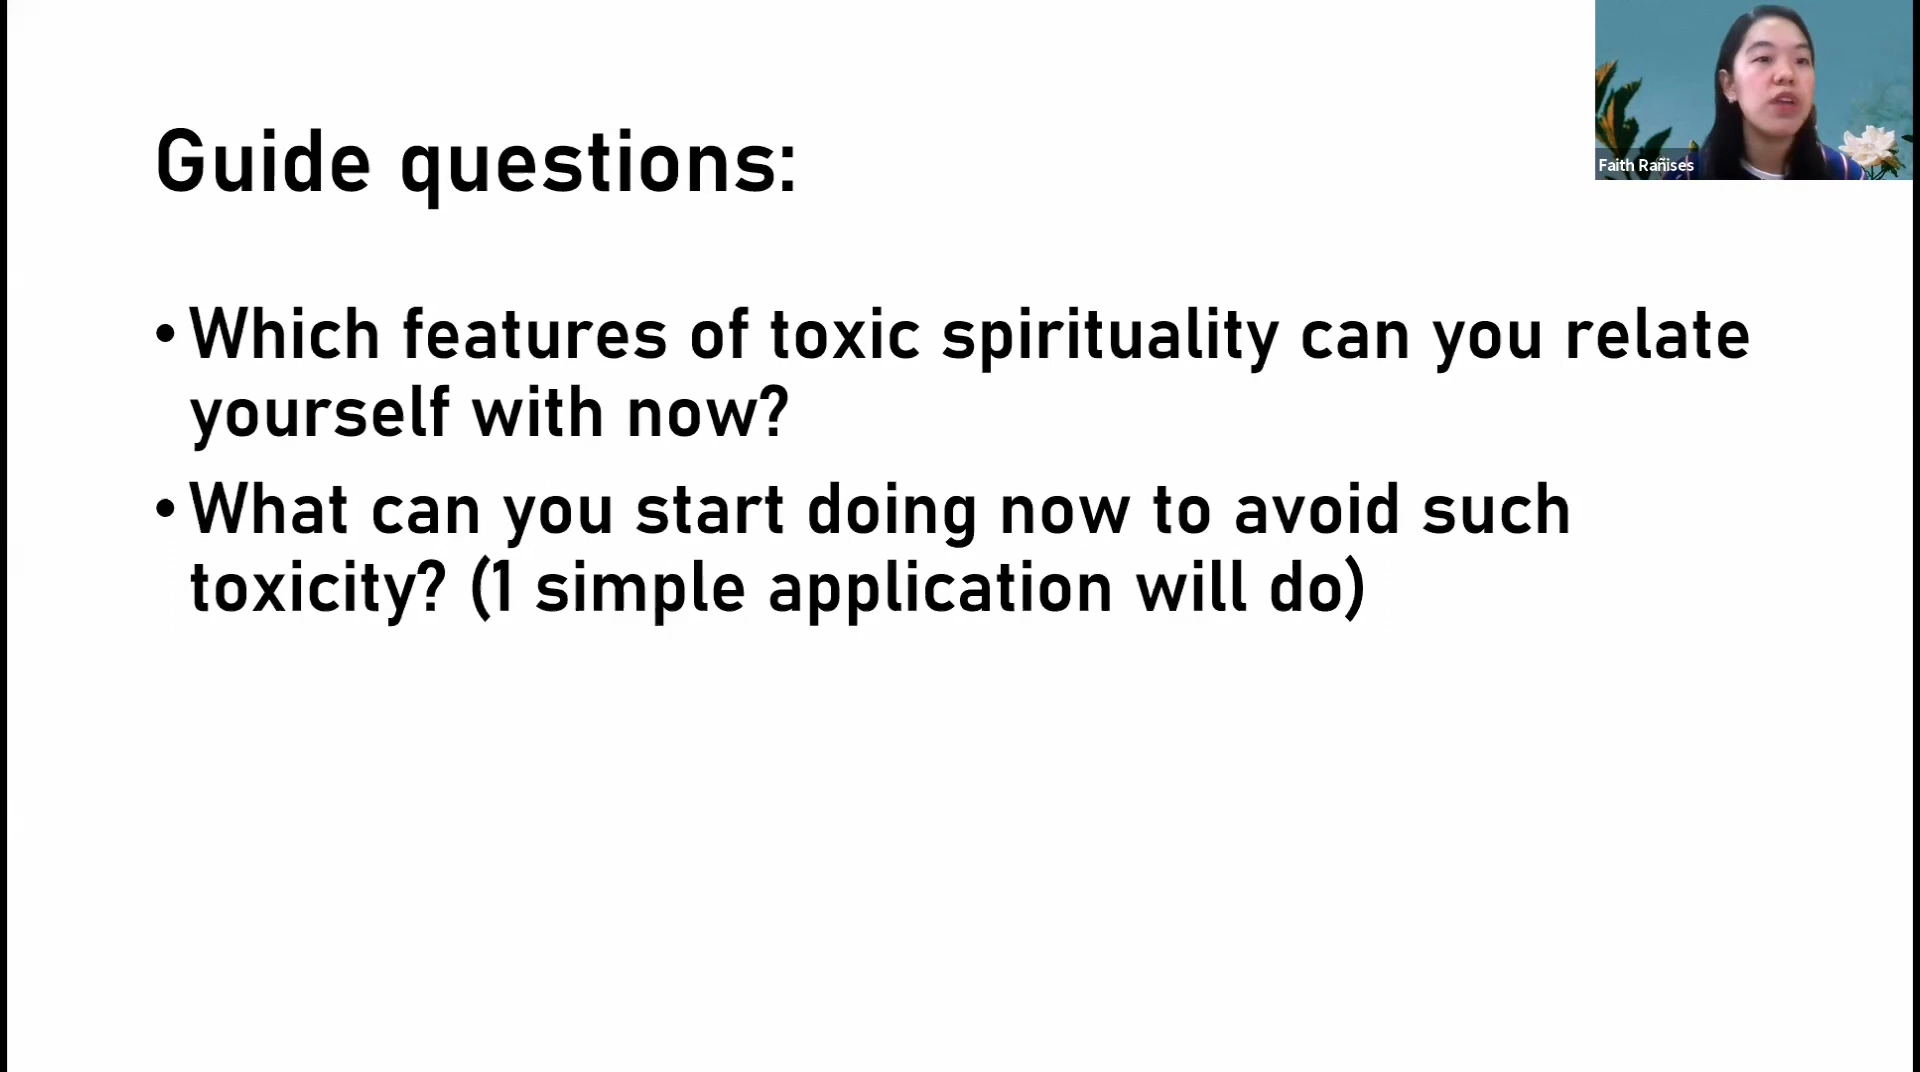 Guide questions:
Faith Rañises
• Which features of toxic spirituality can you relate
yourself with now?
• What can you start doing now to avoid such
toxicity? (1 simple application will do)